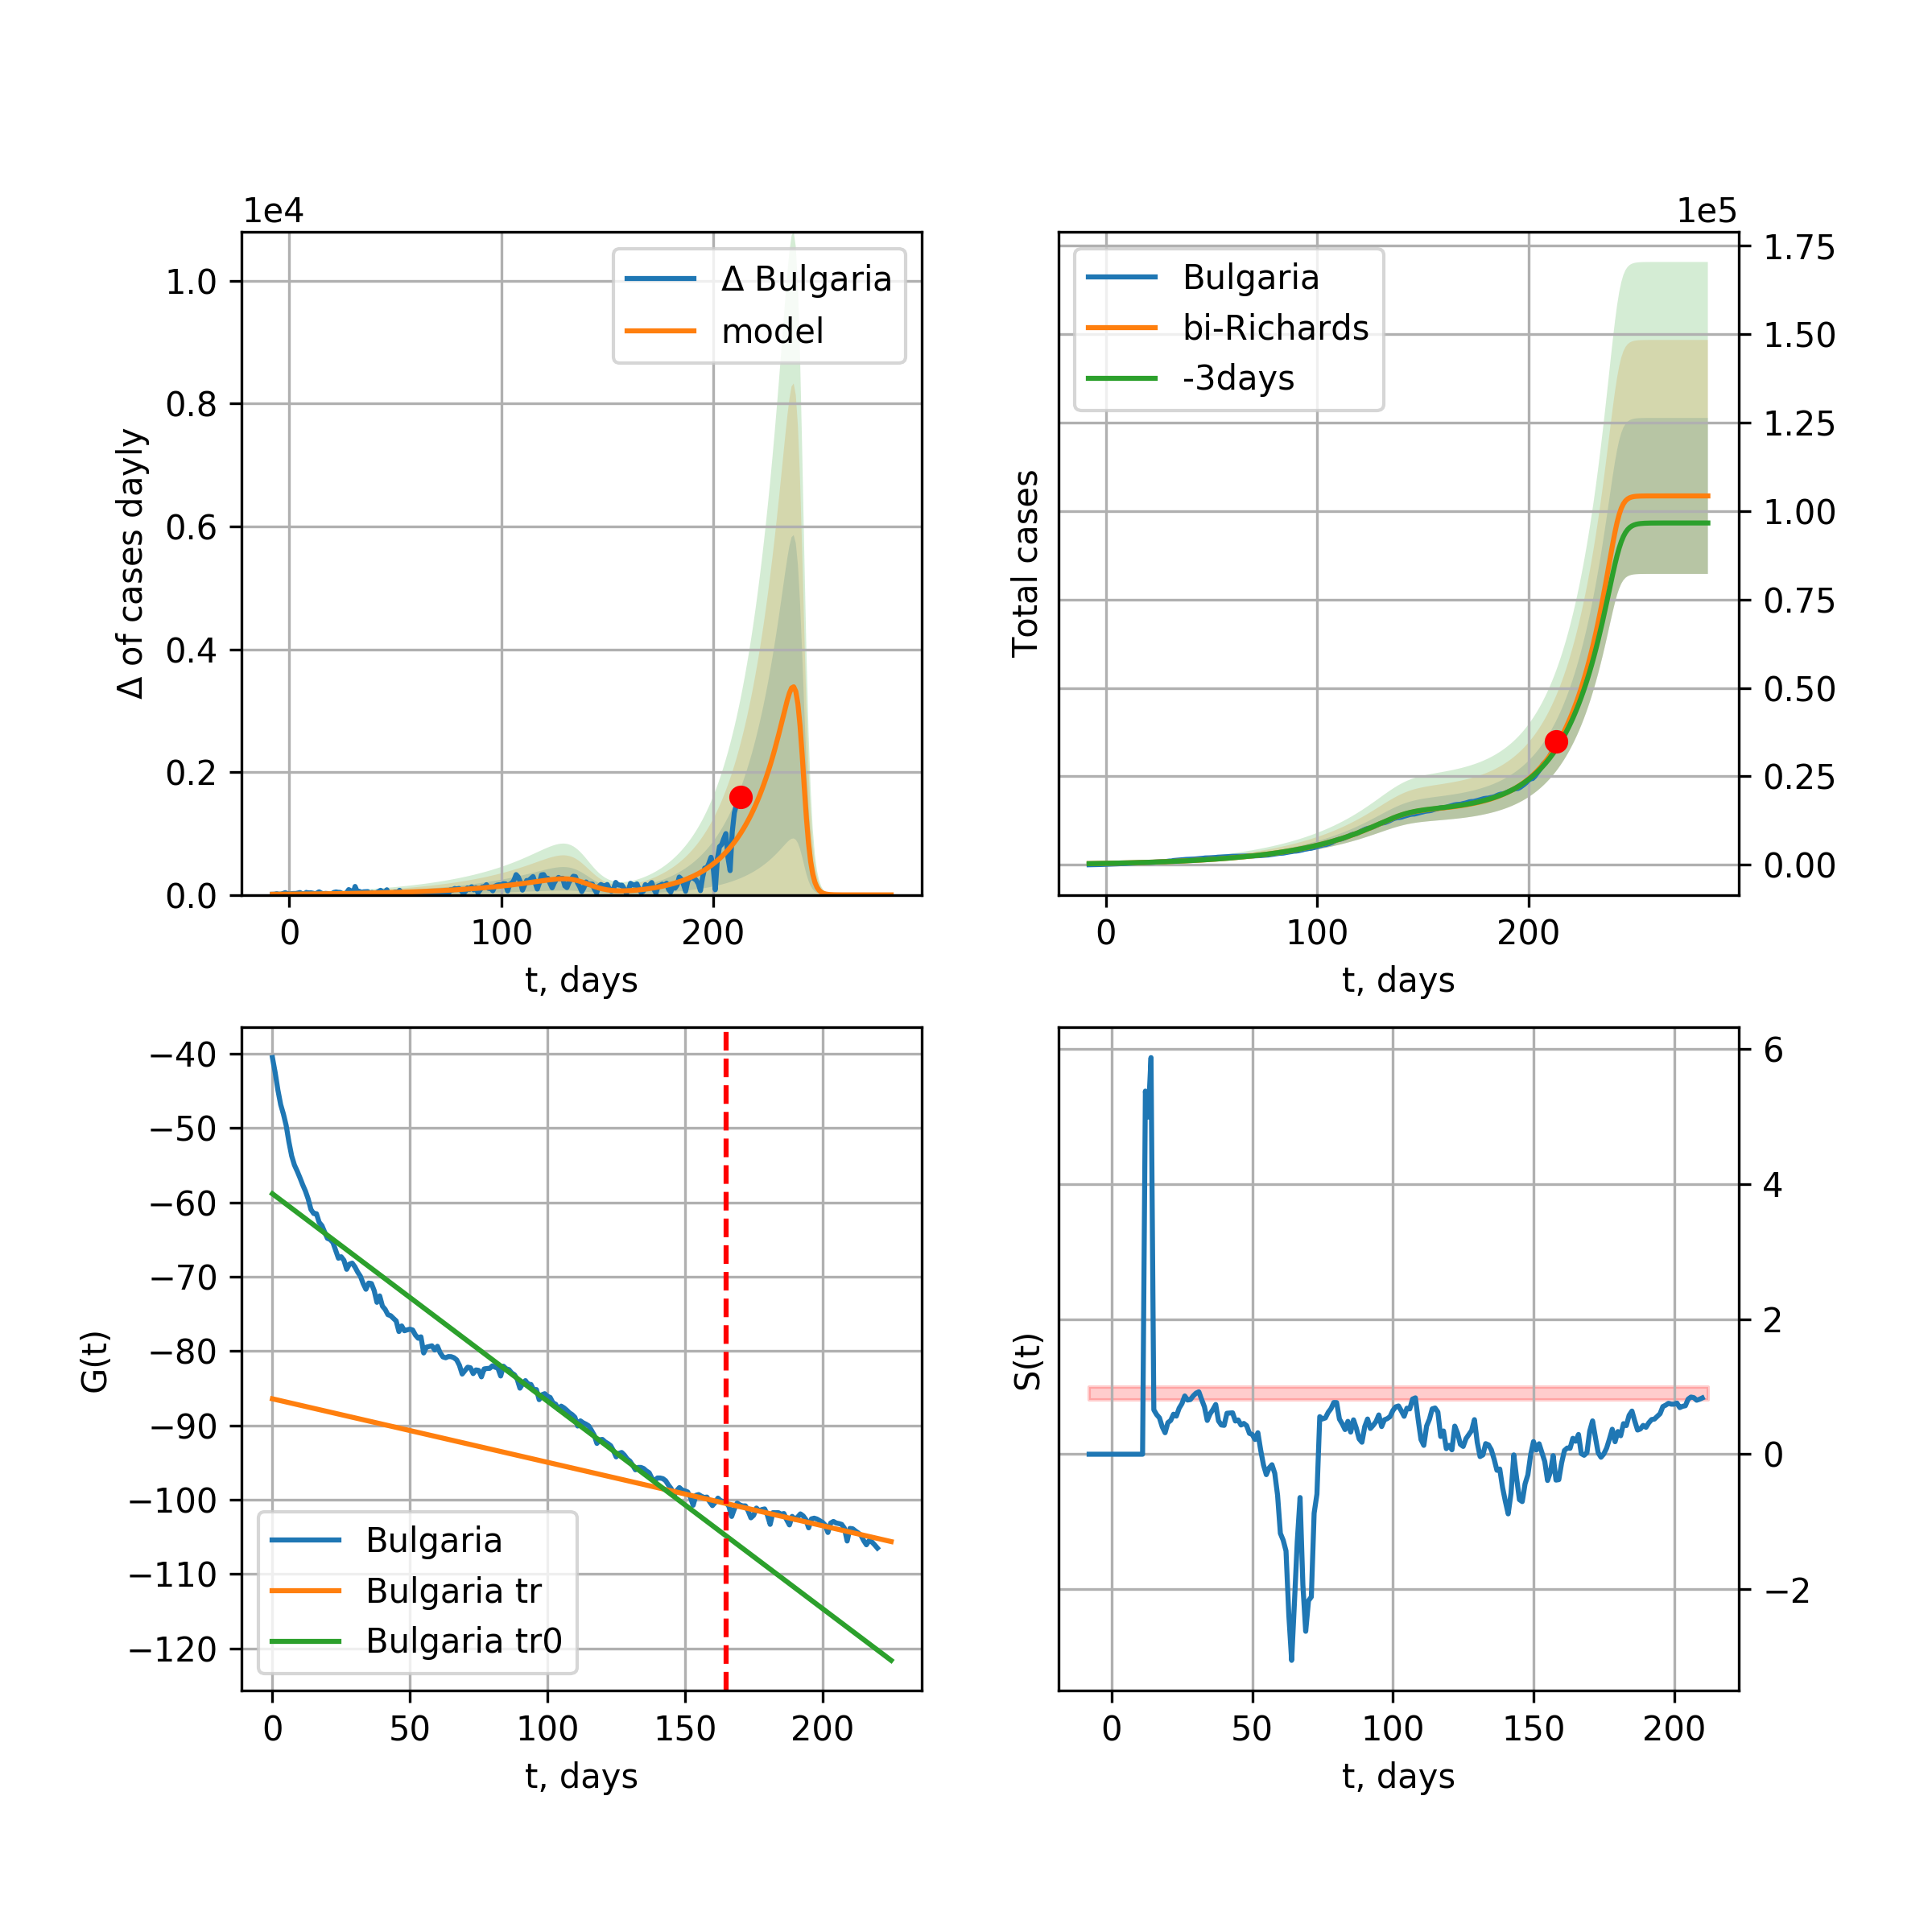 1e4
1.0
0.8
0.6
0.4
0.2
0.0
Δ of cases dayly
Δ Bulgaria
model
0 100 200
t, days
1e5
1.75
1.50
1.25
1.00
0.75
0.50
0.25
0.00
Total cases
Bulgaria
bi-Richards
-3days
0 100 200
t, days
−40
−50
−60
−70
−80
−90
−100
−110
−120
G(t)
Bulgaria
Bulgaria tr
Bulgaria tr0
0 50 100 150 200
t, days
6
4
2
0
−2
S(t)
0 50 100 150 200
t, days